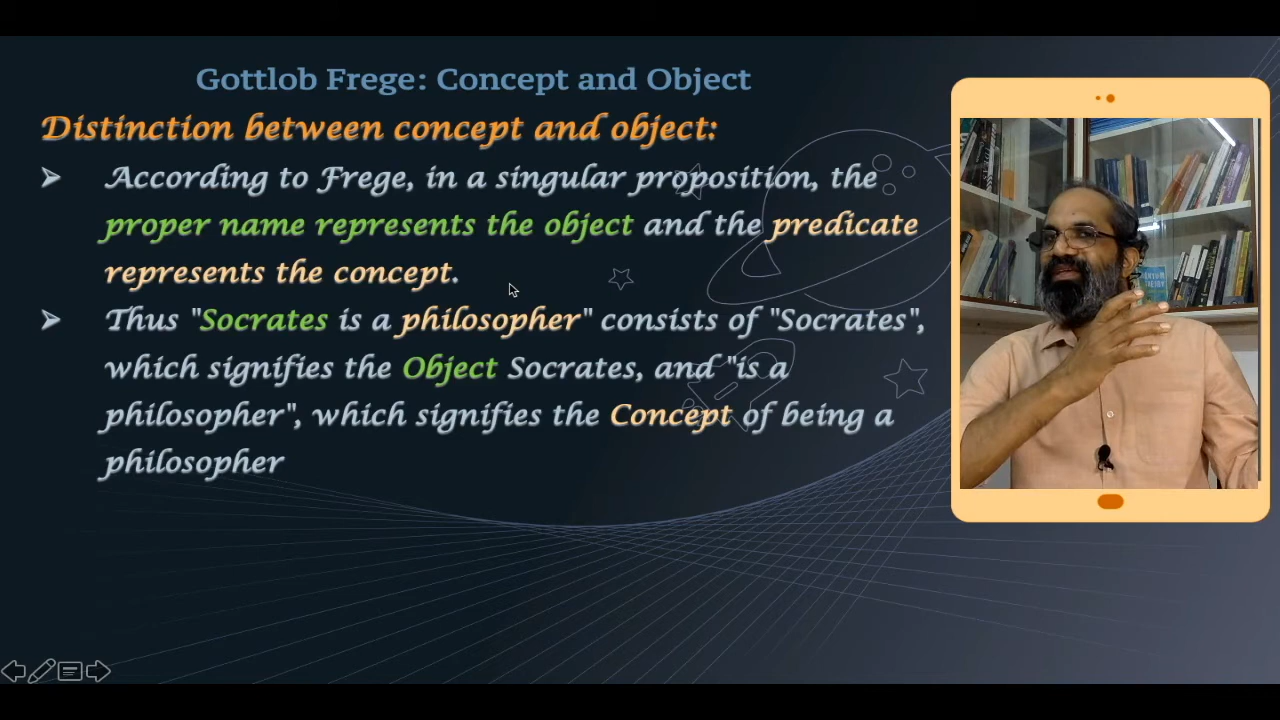 Gottlob Frege: Concept and Object
Distinction between concept and object:
According to Frege, in a singular proposition, the
proper name represents the object and the predicate
represents the concept.
Thus "Socrates is a philosopher" consists of "Socrates",
which signifies the Object Socrates, and "is a
philosopher", which signifies the Concept of being a
philosopher